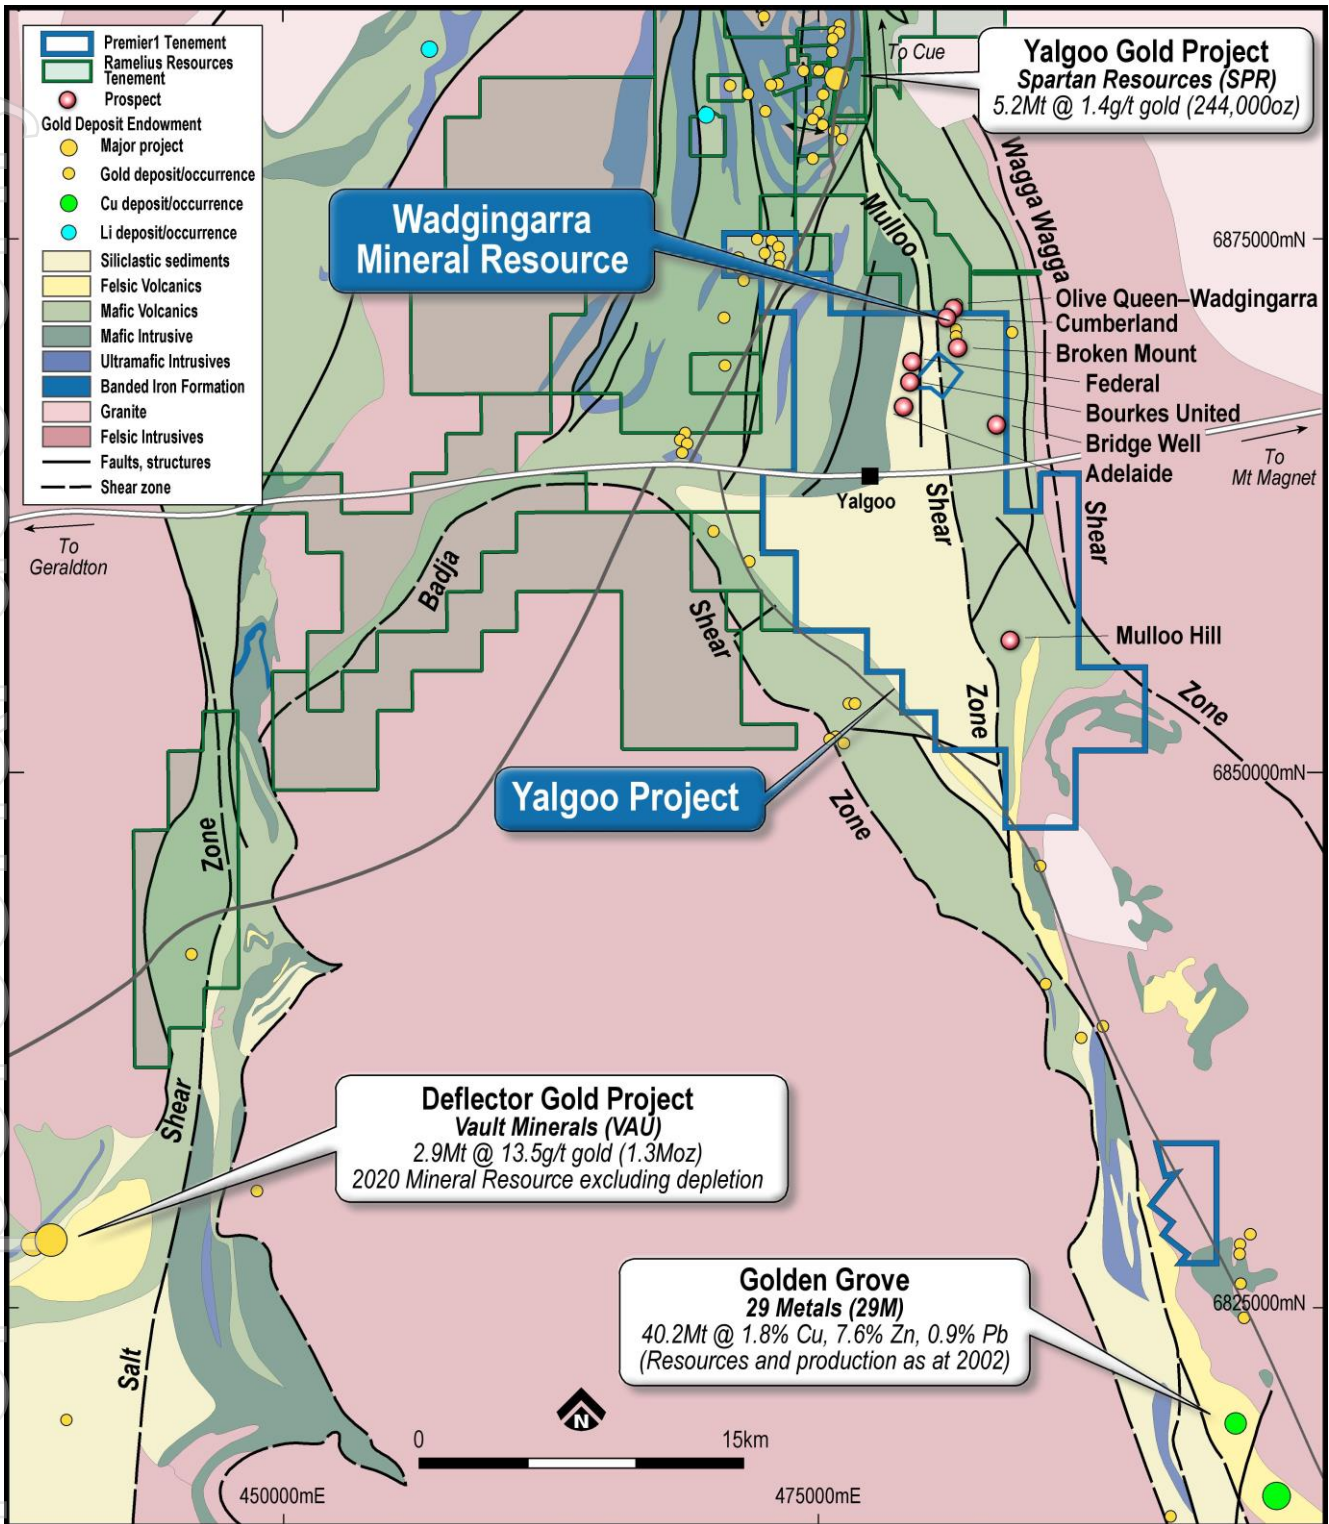 Premier1 Tenement
Ramelius Resources
Tenement
Prospect
Gold Deposit Endowment
Major project
Gold deposit/occurrence
Cu deposit/occurrence
Li deposit/occurrence
Siliclastic sediments
Felsic Volcanics
Mafic Volcanics
Mafic Intrusive
Ultramafic Intrusives
Banded Iron Formation
Granite
Felsic Intrusives
Faults, structures
Shear zone
To Cue
Yalgoo Gold Project
Spartan Resources (SPR)
5.2Mt @ 1.4g/t gold (244,000oz)
Wadgingarra
Mineral Resource
Mulloo
Wagga Wagga
6875000mN
Olive Queen–Wadgingarra
Cumberland
Broken Mount
Federal
Bourkes United
Bridge Well
Adelaide
To
Mt Magnet
Yalgoo
Shear
Shear
To
Geraldton
Badja
Shear
Mulloo Hill
Zone
Zone
Yalgoo Project
6850000mN
Zone
Zone
Shear
Deflector Gold Project
Vault Minerals (VAU)
2.9Mt @ 13.5g/t gold (1.3Moz)
2020 Mineral Resource excluding depletion
Golden Grove
29 Metals (29M)
40.2Mt @ 1.8% Cu, 7.6% Zn, 0.9% Pb
(Resources and production as at 2002)
6825000mN
Salt
N
0
15km
450000mE
475000mE